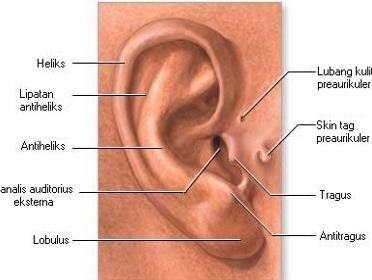 Heliks
Lipatan
antiheliks
Antiheliks
analis auditorius
eksterna
Lobulus
Lubang kulit
preaurikuler
Skin tag
preaurikuler
Tragus
Antitragus